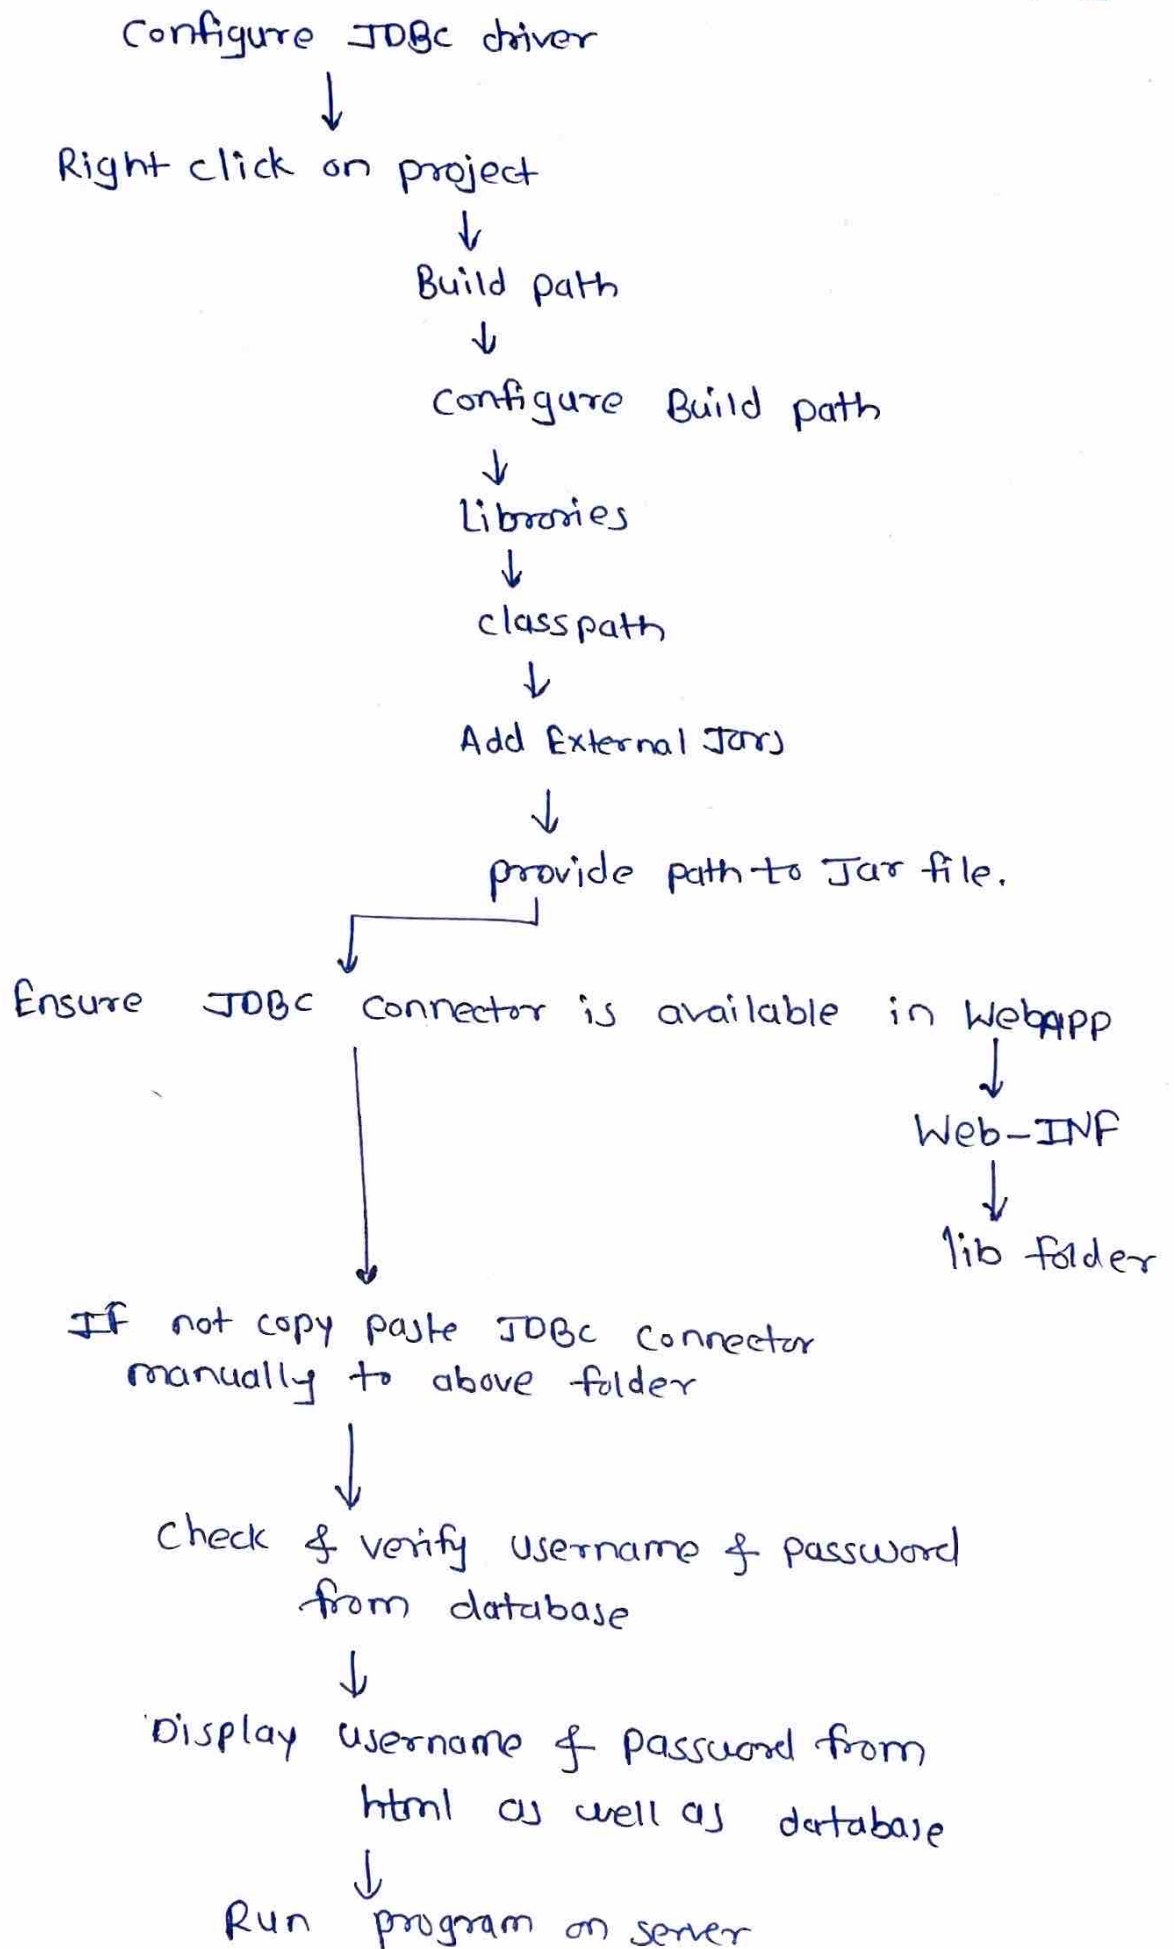 Configure JDBC driver
↓
Right click on project
↓
Build path
↓
Configure Build path
↓
Libraries
↓
classpath
↓
Add External Jars
↓
provide path to Jar file.
↓
Ensure JDBC connector is available in WebApp
↓
Web-INF
↓
lib folder
↓
If not copy paste JDBC connector
manually to above folder
↓
Check & verify username & password
from database
↓
Display username & password from
html as well as database
↓
Run program on server